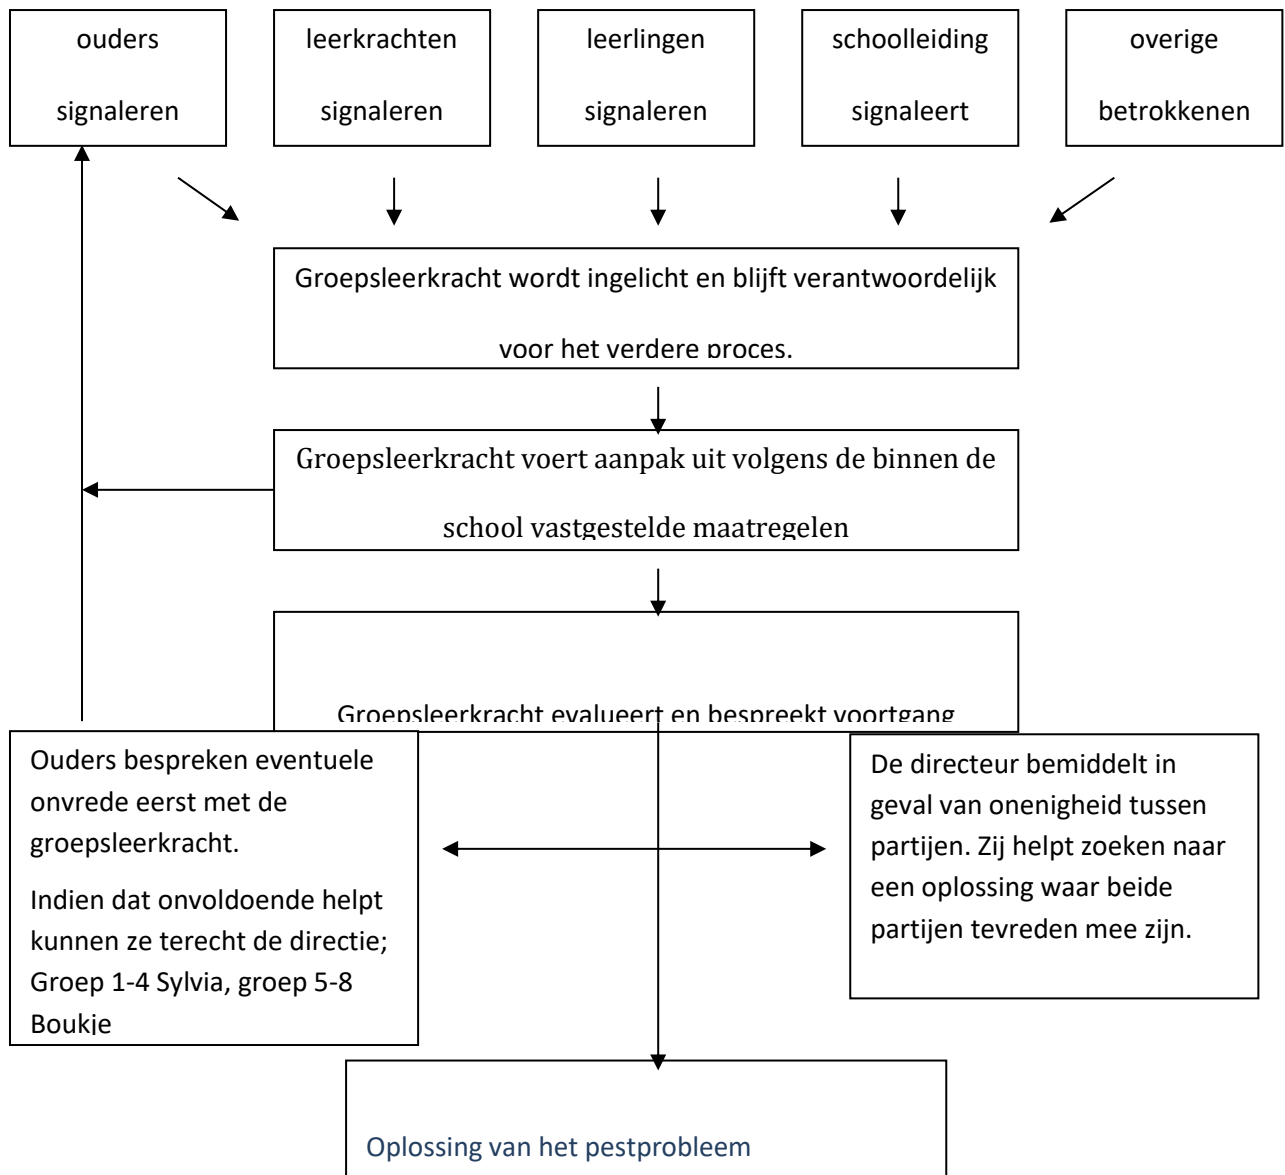 ouders
signaleren
leerkrachten
signaleren
leerlingen
signaleren
schoolleiding
signaleert
overige
betrokkenen
Groepsleerkracht wordt ingelicht en blijft verantwoordelijk
voor het verdere proces.
Groepsleerkracht voert aanpak uit volgens de binnen de
school vastgestelde maatregelen
Groepsleerkracht evalueert en bespreekt voortgang
Ouders bespreken eventuele
onvrede eerst met de
groepsleerkracht.
Indien dat onvoldoende helpt
kunnen ze terecht de directie;
Groep 1-4 Sylvia, groep 5-8
Boukje
De directeur bemiddelt in
geval van onenigheid tussen
partijen. Zij helpt zoeken naar
een oplossing waar beide
partijen tevreden mee zijn.
Oplossing van het pestprobleem